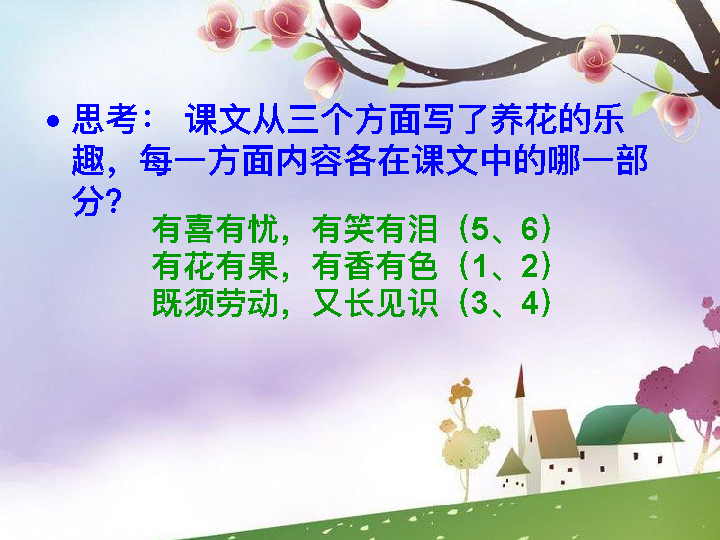 • 思考： 课文从三个方面写了养花的乐
趣，每一方面内容各在课文中的哪一部
分？
有喜有忧，有笑有泪（5、6）
有花有果，有香有色（1、2）
既须劳动，又长见识（3、4）